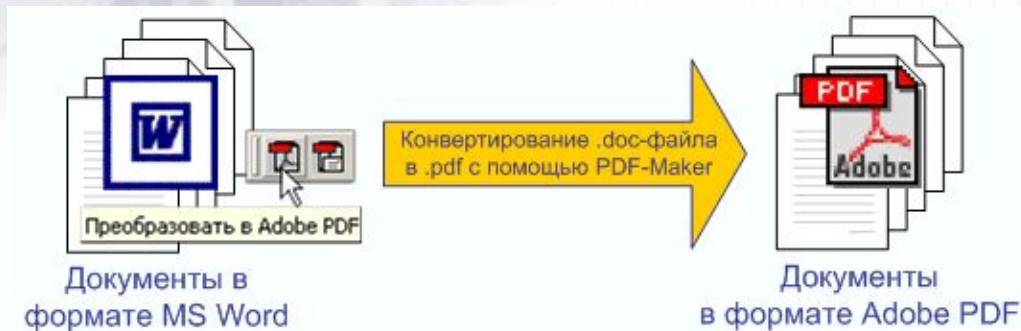 W
Преобразовать в Adobe PDF
Документы в
формате MS Word
Конвертирование .doc-файла
в .pdf с помощью PDF-Maker
PDF
Adobe
Документы
в формате Adobe PDF